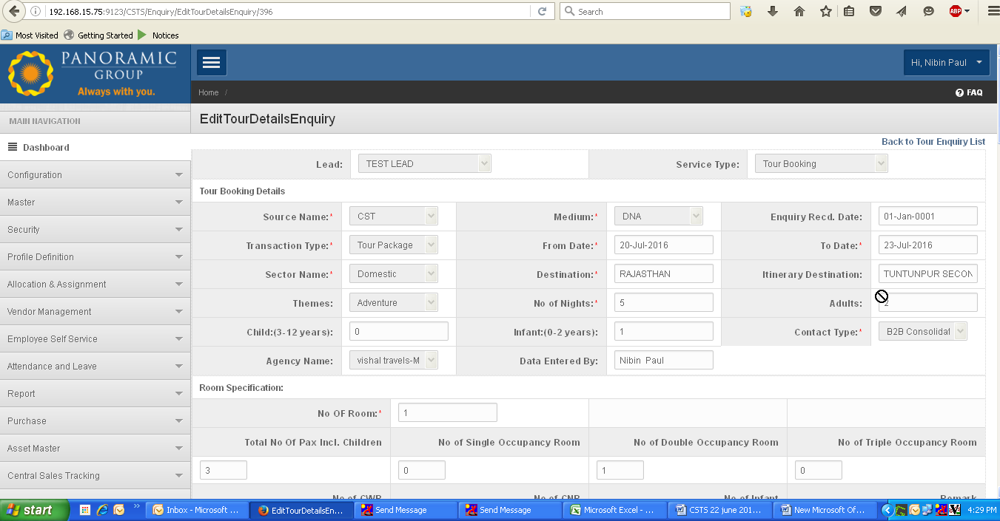 192.168.15.75:9123/CSTS/Enquiry/EditTourDetailsEnquiry/396
Search
ABP
Most Visited Getting Started Notices
PANORAMIC
GROUP
Always with you.
Hi, Nibin Paul
Home /
FAQ
MAIN NAVIGATION
EditTourDetailsEnquiry
Dashboard
Back to Tour Enquiry List
Configuration
Master
Security
Profile Definition
Allocation & Assignment
Vendor Management
Employee Self Service
Attendance and Leave
Report
Purchase
Asset Master
Central Sales Tracking
Lead: TEST LEAD Service Type: Tour Booking
Tour Booking Details
Source Name:* CST Medium:* DNA Enquiry Recd. Date: 01-Jan-0001
Transaction Type:* Tour Package From Date:* 20-Jul-2016 To Date:* 23-Jul-2016
Sector Name:* Domestic Destination:* RAJASTHAN Itinerary Destination: TUNTUNPUR SECON
Themes: Adventure No of Nights:* 5 Adults:
Child:(3-12 years): 0 Infant:(0-2 years): 1 Contact Type:* B2B Consolidat
Agency Name: vishal travels-M Data Entered By: Nibin Paul
Room Specification:
No OF Room:* 1
Total No Of Pax Incl. Children No of Single Occupancy Room No of Double Occupancy Room No of Triple Occupancy Room
3 0 1 0
No of CWB No of CNB No of Infant Remark
start Inbox - Microsoft ... EditTourDetailsEn... Send Message Send Message Microsoft Excel - ... CSTS 22 june 201... New Microsoft Of... 4:29 PM